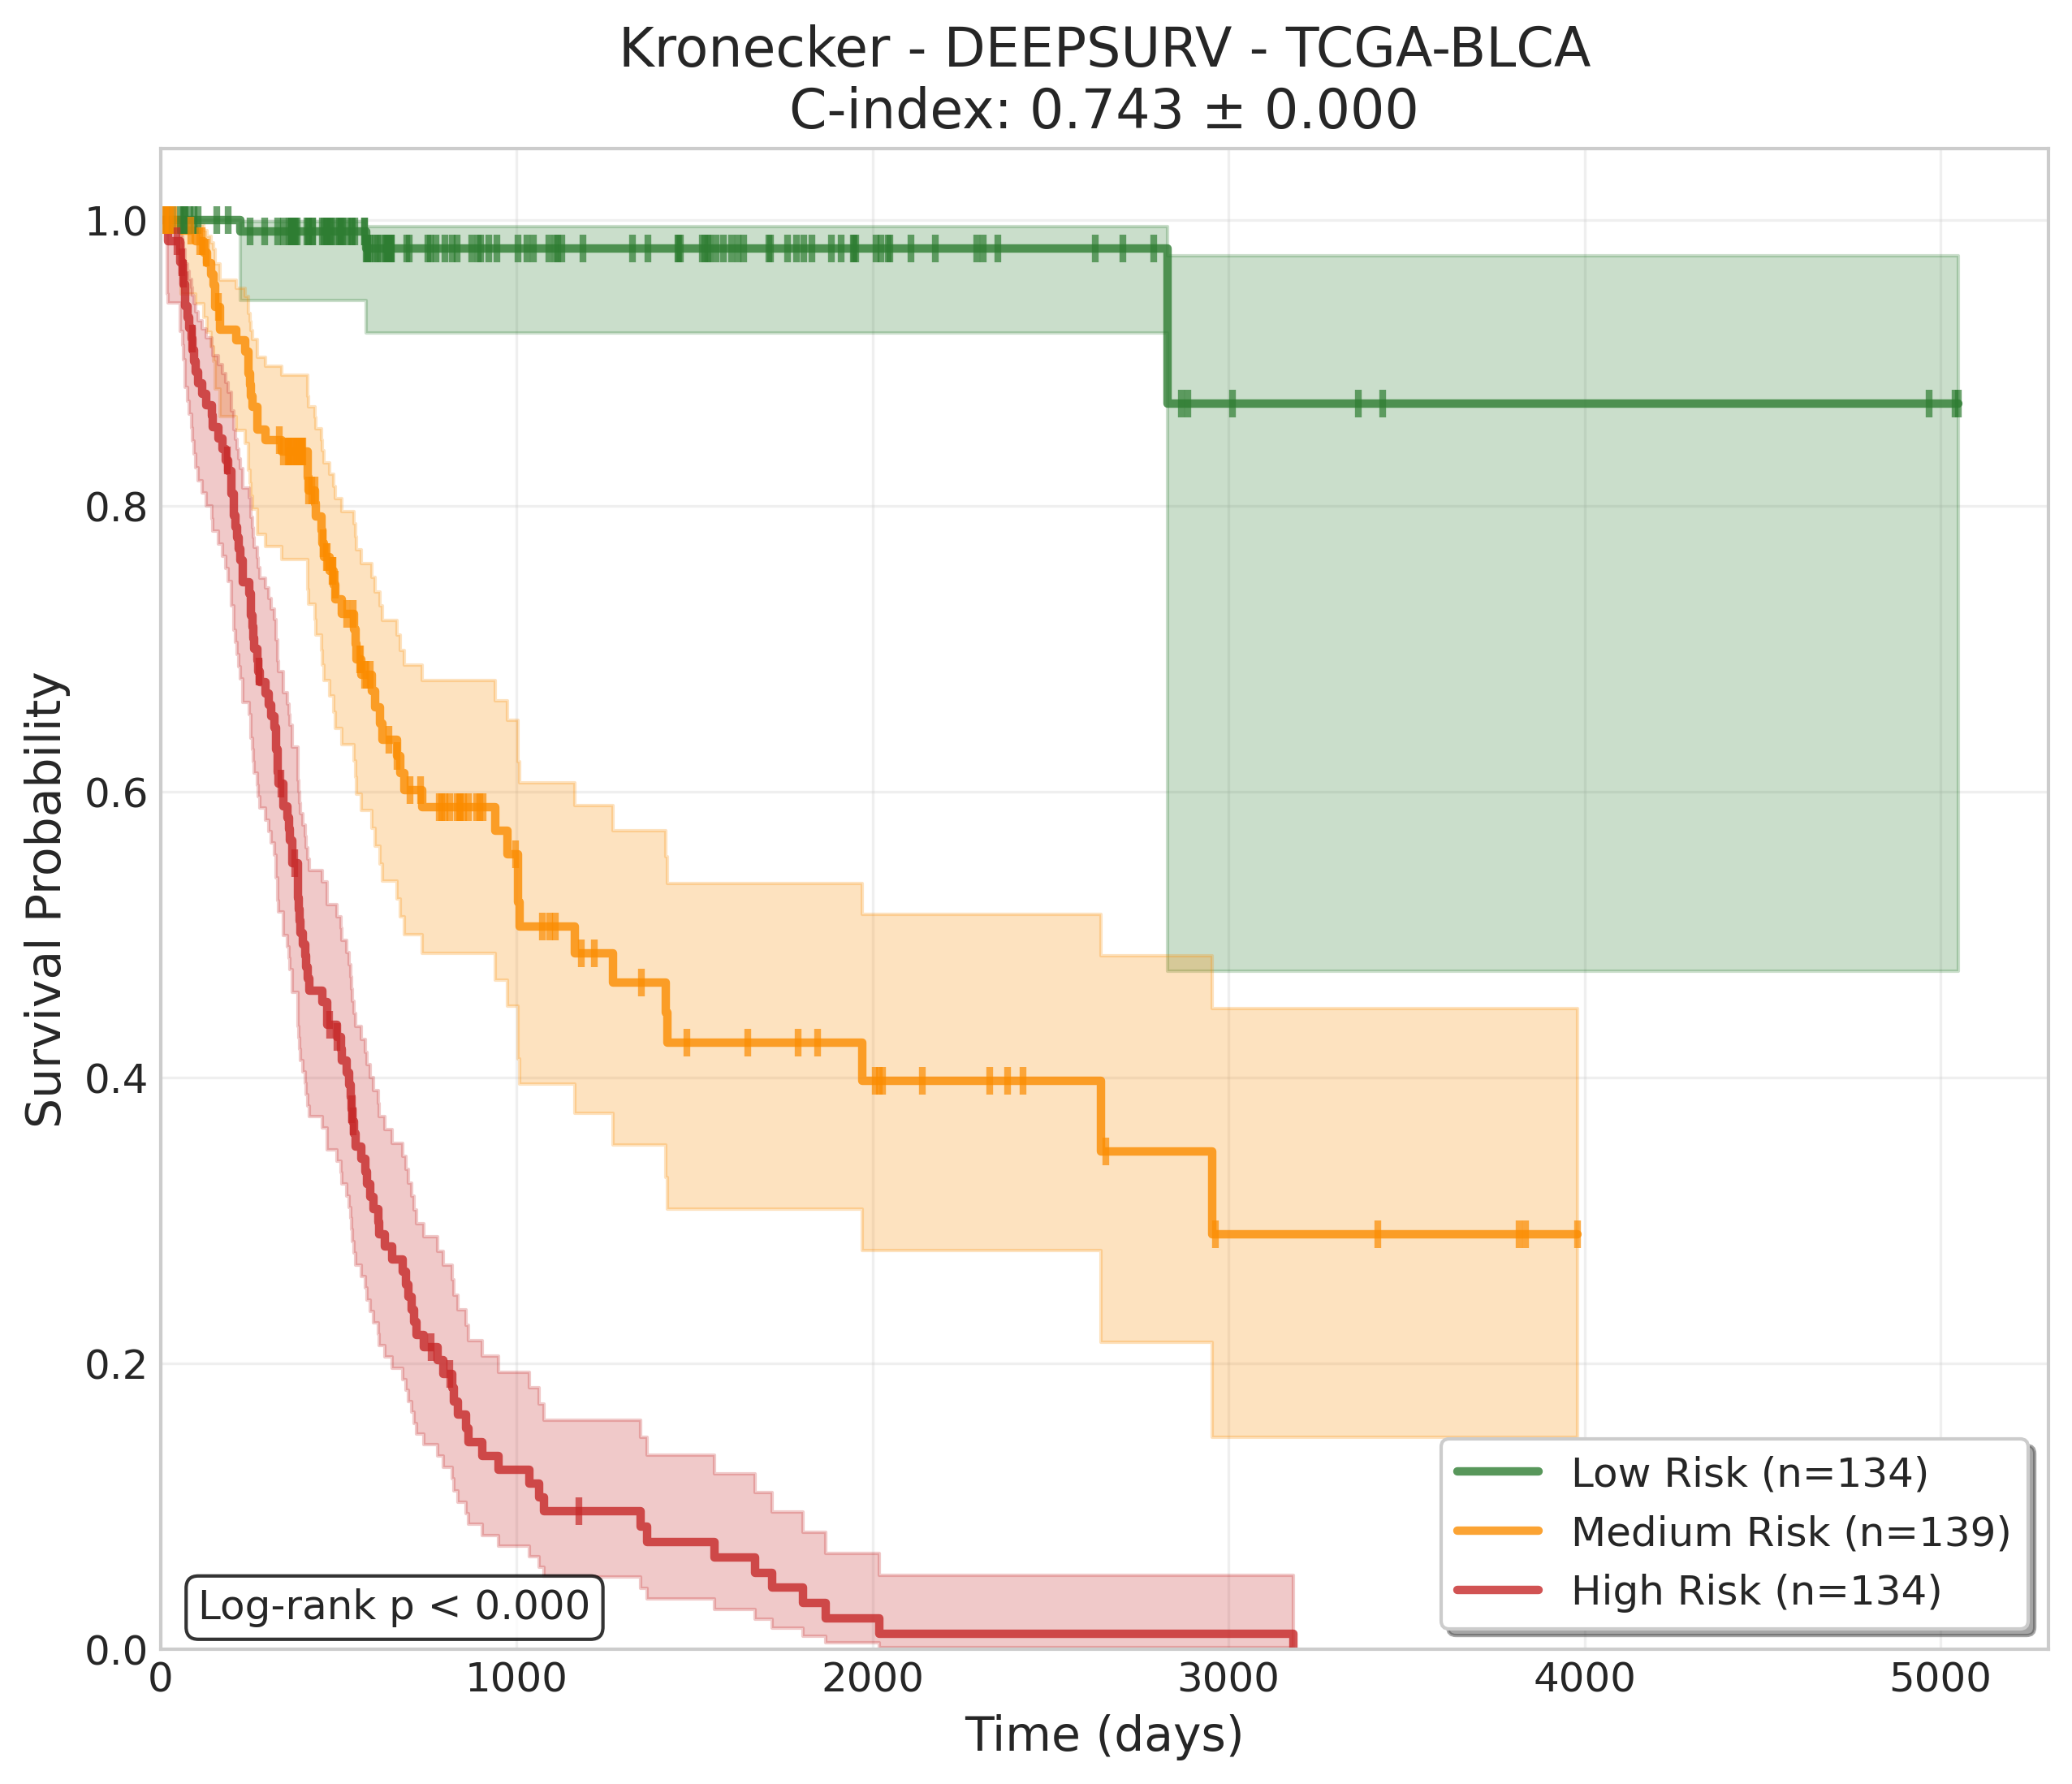 Kronecker - DEEPSURV - TCGA-BLCA
C-index: 0.743 ± 0.000
Survival Probability
1.0
0.8
0.6
0.4
0.2
0.0
Log-rank p < 0.000
Low Risk (n=134)
Medium Risk (n=139)
High Risk (n=134)
0 1000 2000 3000 4000 5000
Time (days)